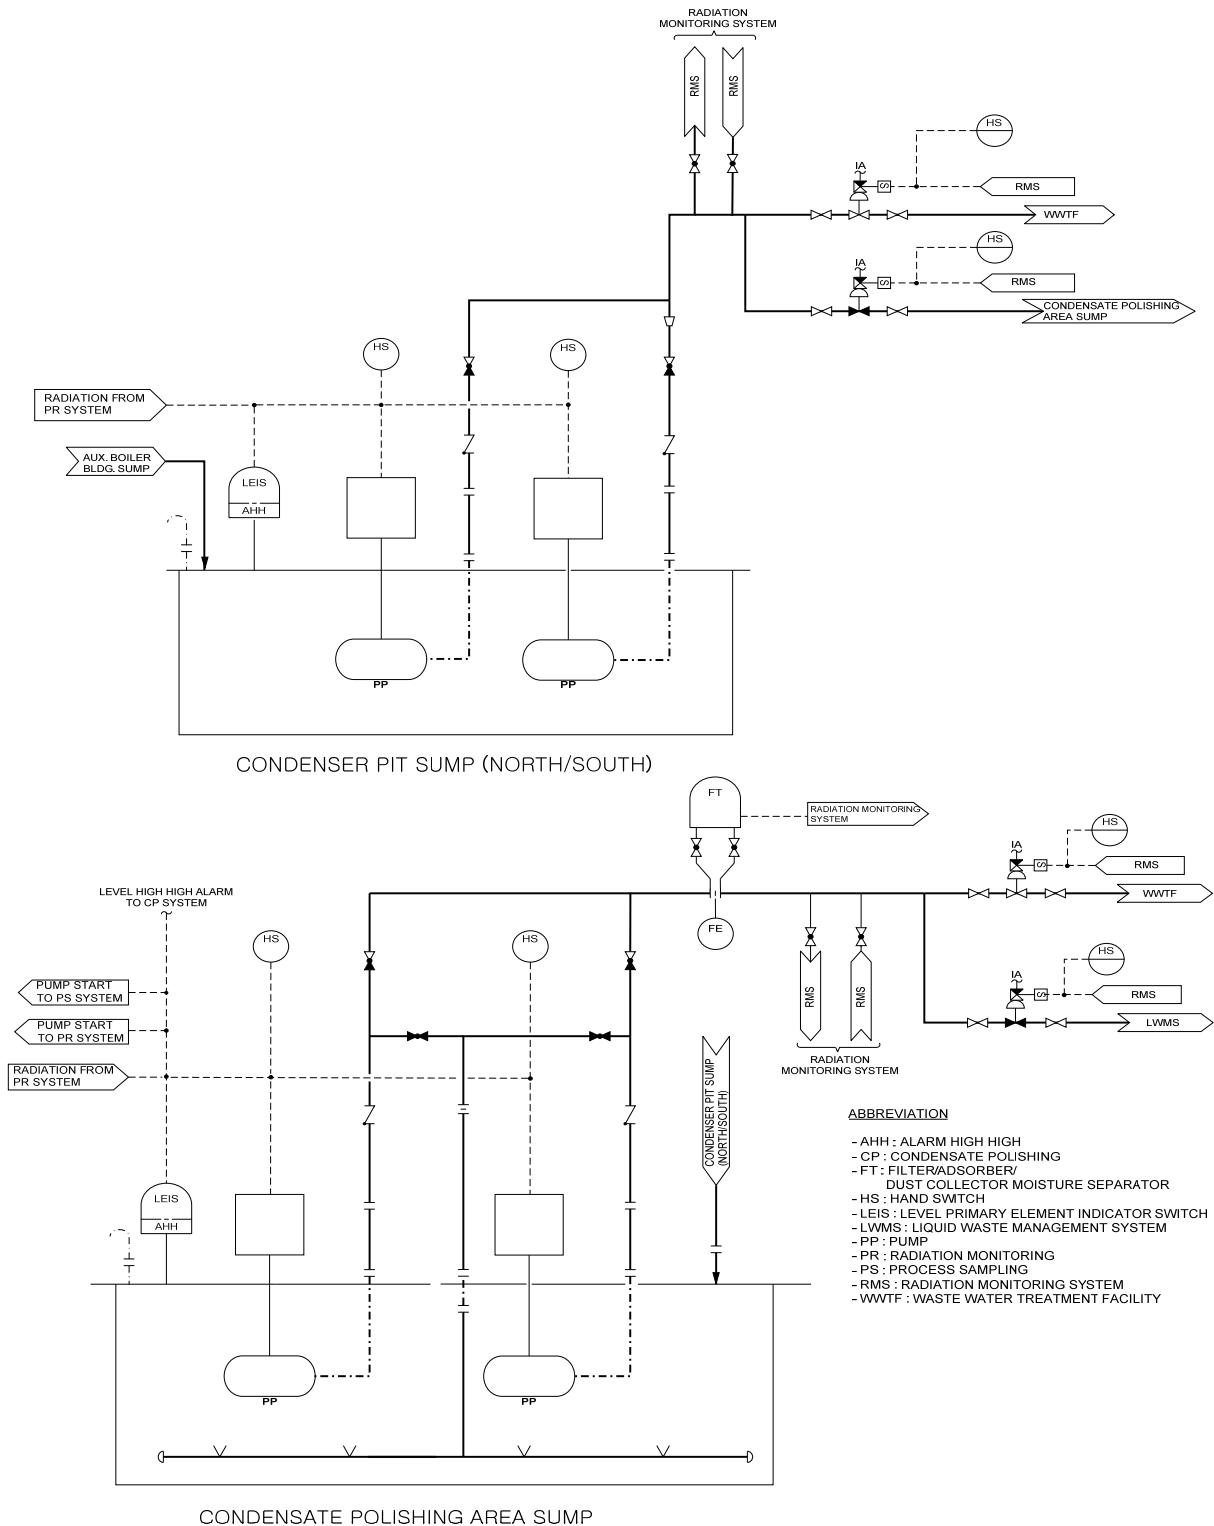 RADIATION
MONITORING SYSTEM
RMS
RMS
HS
IA
S
RMS
WWTF
HS
IA
S
RMS
CONDENSATE POLISHING
AREA SUMP
HS
HS
RADIATION FROM
PR SYSTEM
AUX. BOILER
BLDG. SUMP
LEIS
AHH
PP
PP
CONDENSER PIT SUMP (NORTH/SOUTH)
FT
RADIATION MONITORING
SYSTEM
HS
IA
S
RMS
WWTF
FE
LEVEL HIGH HIGH ALARM
TO CP SYSTEM
HS
HS
HS
IA
S
RMS
LWMS
RMS
RMS
RADIATION
MONITORING SYSTEM
PUMP START
TO PS SYSTEM
PUMP START
TO PR SYSTEM
RADIATION FROM
PR SYSTEM
CONDENSER PIT SUMP
(NORTH/SOUTH)
LEIS
AHH
PP
PP
CONDENSATE POLISHING AREA SUMP
ABBREVIATION
- AHH : ALARM HIGH HIGH
- CP : CONDENSATE POLISHING
- FT : FILTER/ADSORBER/
DUST COLLECTOR MOISTURE SEPARATOR
- HS : HAND SWITCH
- LEIS : LEVEL PRIMARY ELEMENT INDICATOR SWITCH
- LWMS : LIQUID WASTE MANAGEMENT SYSTEM
- PP : PUMP
- PR : RADIATION MONITORING
- PS : PROCESS SAMPLING
- RMS : RADIATION MONITORING SYSTEM
- WWTF : WASTE WATER TREATMENT FACILITY